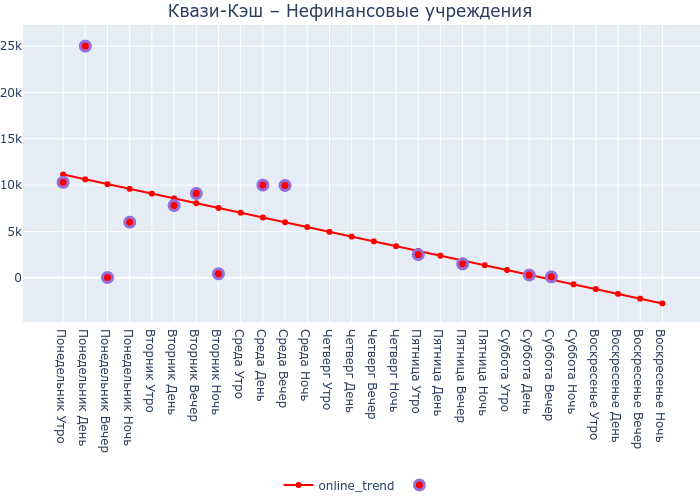 Квази-Кэш – Нефинансовые учреждения
25k
20k
15k
10k
5k
0
Понедельник Утро
Понедельник День
Понедельник Вечер
Понедельник Ночь
Вторник Утро
Вторник День
Вторник Вечер
Вторник Ночь
Среда Утро
Среда День
Среда Вечер
Среда Ночь
Четверг Утро
Четверг День
Четверг Вечер
Четверг Ночь
Пятница Утро
Пятница День
Пятница Вечер
Пятница Ночь
Суббота Утро
Суббота День
Суббота Вечер
Суббота Ночь
Воскресенье Утро
Воскресенье День
Воскресенье Вечер
Воскресенье Ночь
online_trend